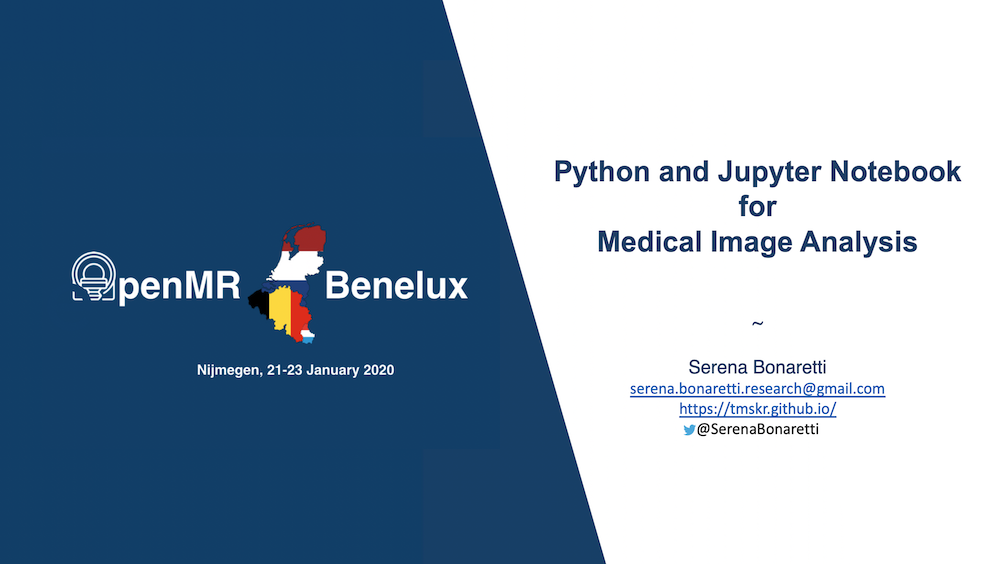 OpenMR Benelux
Nijmegen, 21-23 January 2020
Python and Jupyter Notebook
for
Medical Image Analysis
~
Serena Bonaretti
serena.bonaretti.research@gmail.com
https://tmskr.github.io/
@SerenaBonaretti